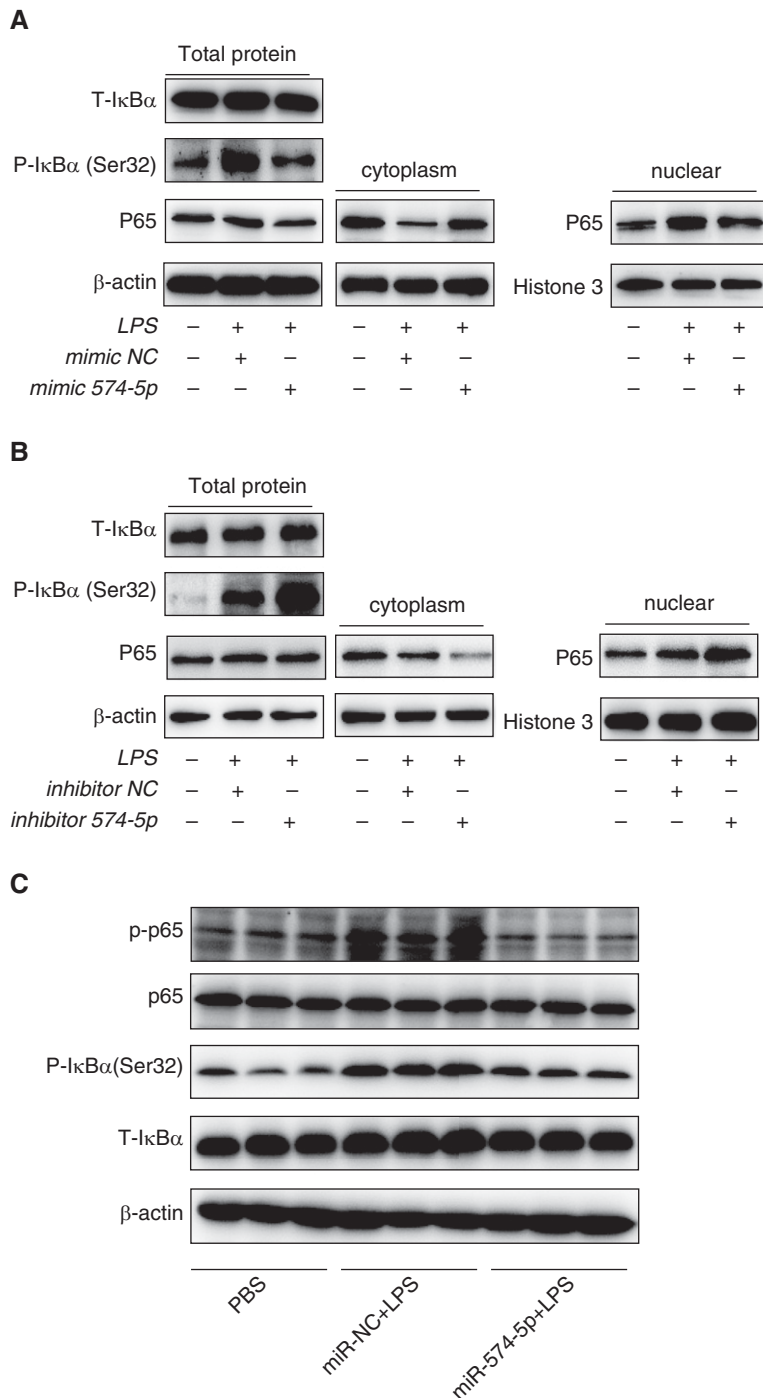 A
Total protein
T-IκBα
P-IκBα (Ser32)
cytoplasm
nuclear
P65
P65
β-actin
Histone 3
LPS – + + – + + – + +
mimic NC – + – – + – – + –
mimic 574-5p – – + – – + – – +
B
Total protein
T-IκBα
P-IκBα (Ser32)
cytoplasm
nuclear
P65
P65
β-actin
Histone 3
LPS – + + – + + – + +
inhibitor NC – + – – + – – + –
inhibitor 574-5p – – + – – + – – +
C
p-p65
p65
P-IκBα(Ser32)
T-IκBα
β-actin
PBS
miR-NC+LPS
miR-574-5p+LPS